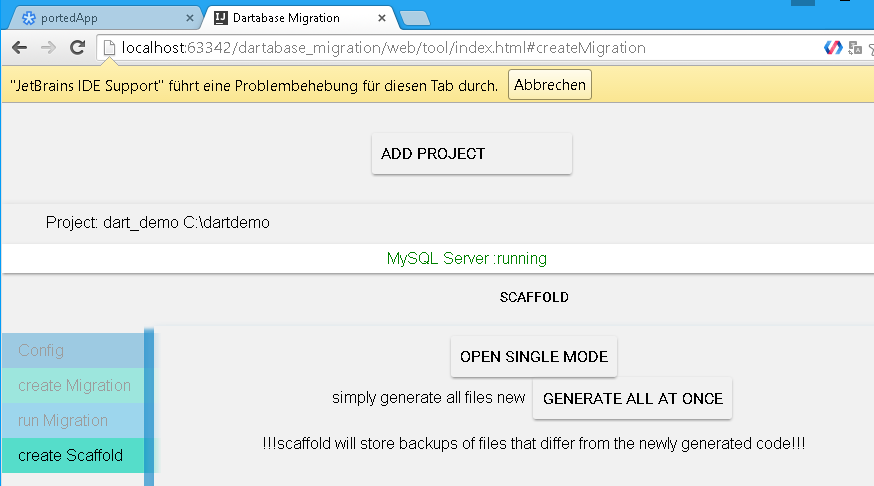 portedApp
Dartabase Migration
localhost:63342/dartabase_migration/web/tool/index.html#createMigration
"JetBrains IDE Support" führt eine Problembehebung für diesen Tab durch. Abbrechen
ADD PROJECT
Project: dart_demo C:\dartdemo
MySQL Server :running
SCAFFOLD
Config
create Migration
run Migration
create Scaffold
OPEN SINGLE MODE
simply generate all files new GENERATE ALL AT ONCE
!!!scaffold will store backups of files that differ from the newly generated code!!!